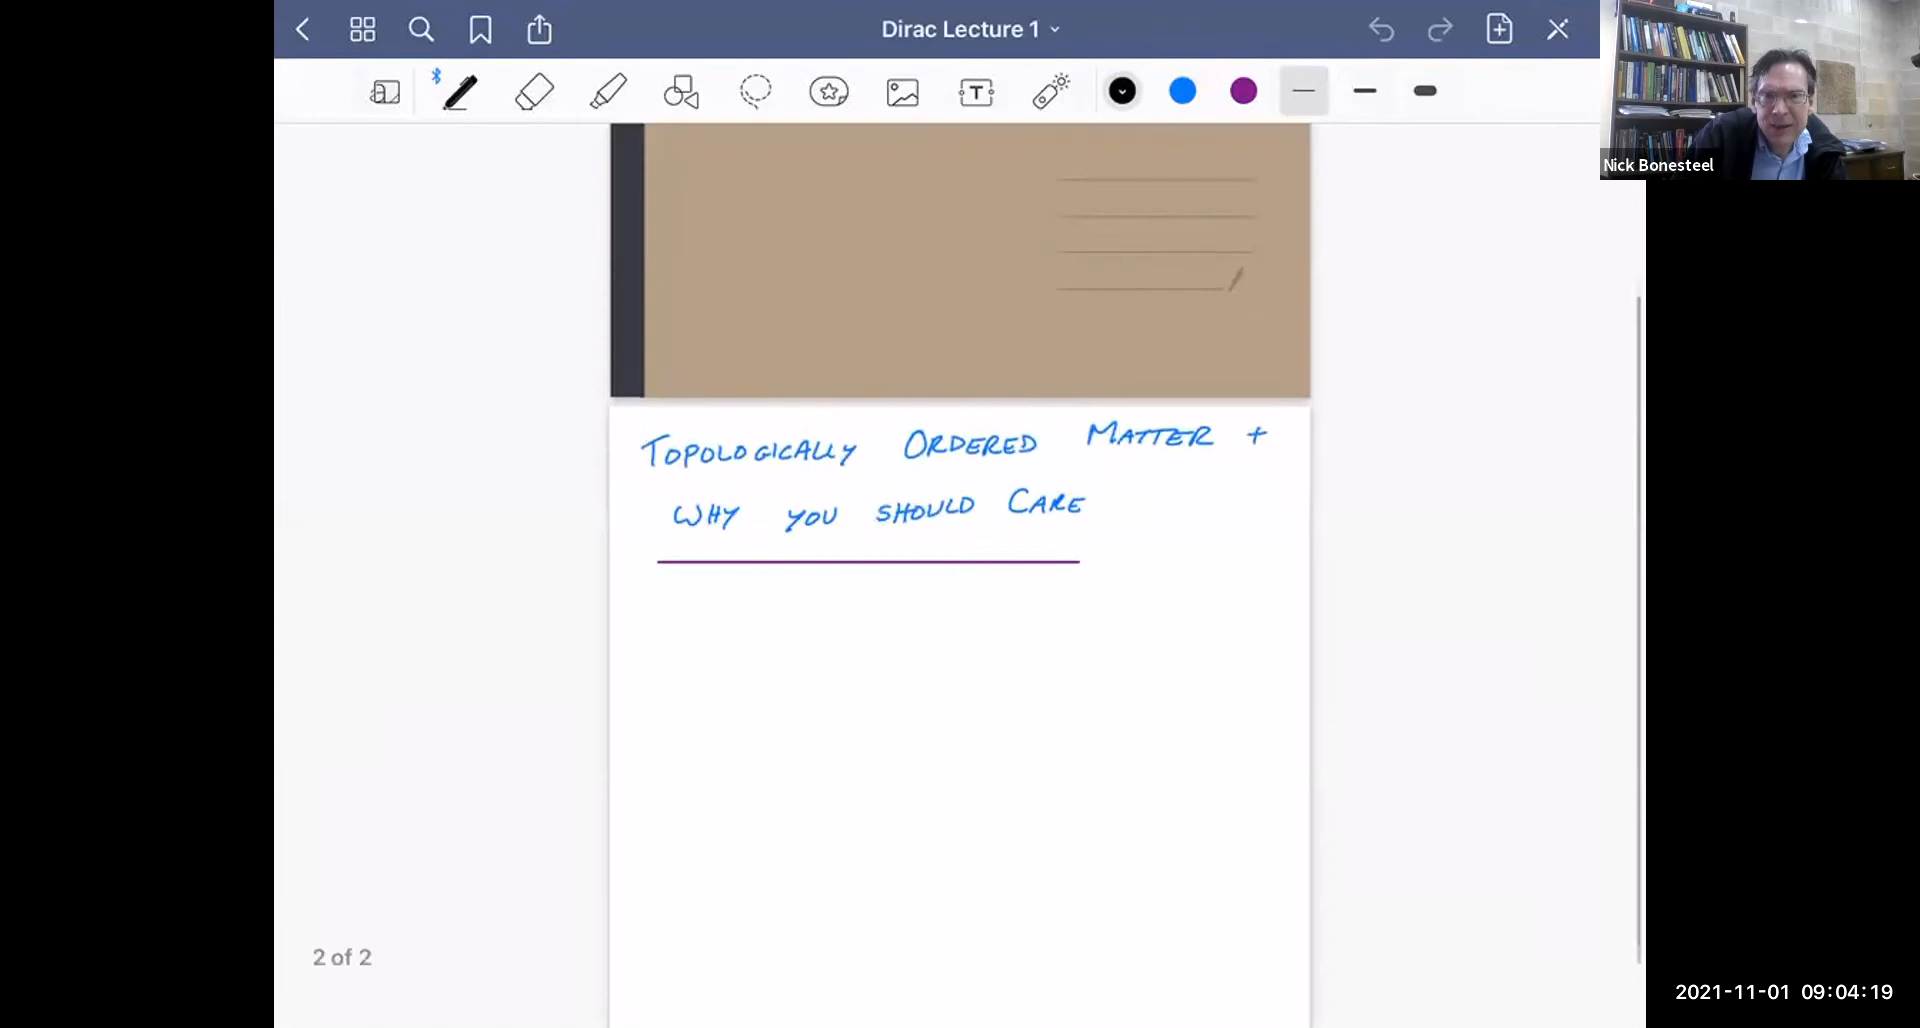 Dirac Lecture 1
Nick Bonesteel
TOPOLOGICALLY ORDERED MATTER +
WHY YOU SHOULD CARE
2 of 2
2021-11-01 09:04:19